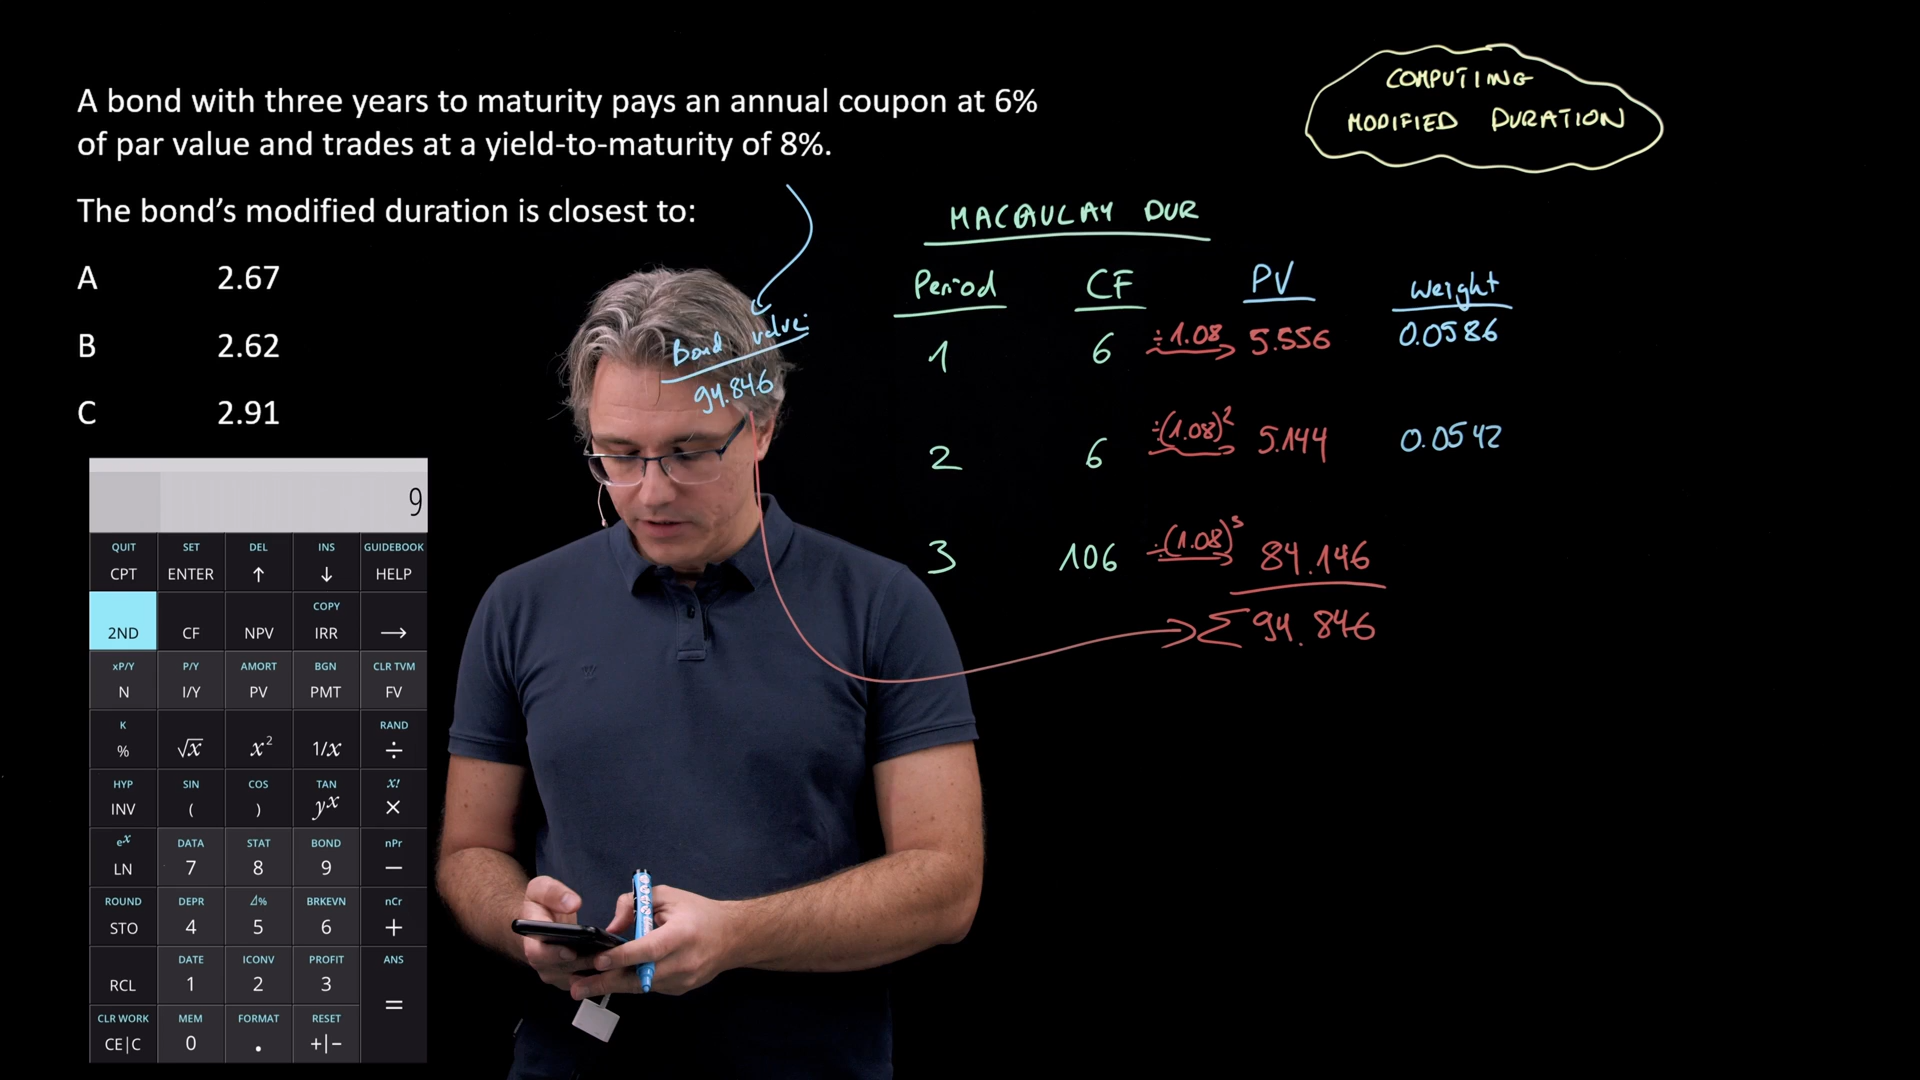 A bond with three years to maturity pays an annual coupon at 6%
of par value and trades at a yield-to-maturity of 8%.
The bond's modified duration is closest to:
A 2.67
B 2.62
C 2.91
COMPUTING
MODIFIED DURATION
MACAULAY DUR
Period CF PV Weight
1 6 ÷1.08 5.556 0.0586
2 6 ÷(1.08)² 5.144 0.0542
3 106 ÷(1.08)³ 84.146
Σ 94.846
Bond value:
94.846
9
QUIT SET DEL INS GUIDEBOOK
CPT ENTER ↑ ↓ HELP
COPY
2ND CF NPV IRR →
xP/Y P/Y AMORT BGN CLR TVM
N I/Y PV PMT FV
K RAND
% √x x² 1/x ÷
HYP SIN COS TAN x!
INV ( ) yˣ ×
eˣ DATA STAT BOND nPr
LN 7 8 9 −
ROUND DEPR Δ% BRKEVN nCr
STO 4 5 6 +
DATE ICONV PROFIT ANS
RCL 1 2 3 =
CLR WORK MEM FORMAT RESET
CE|C 0 . +|−